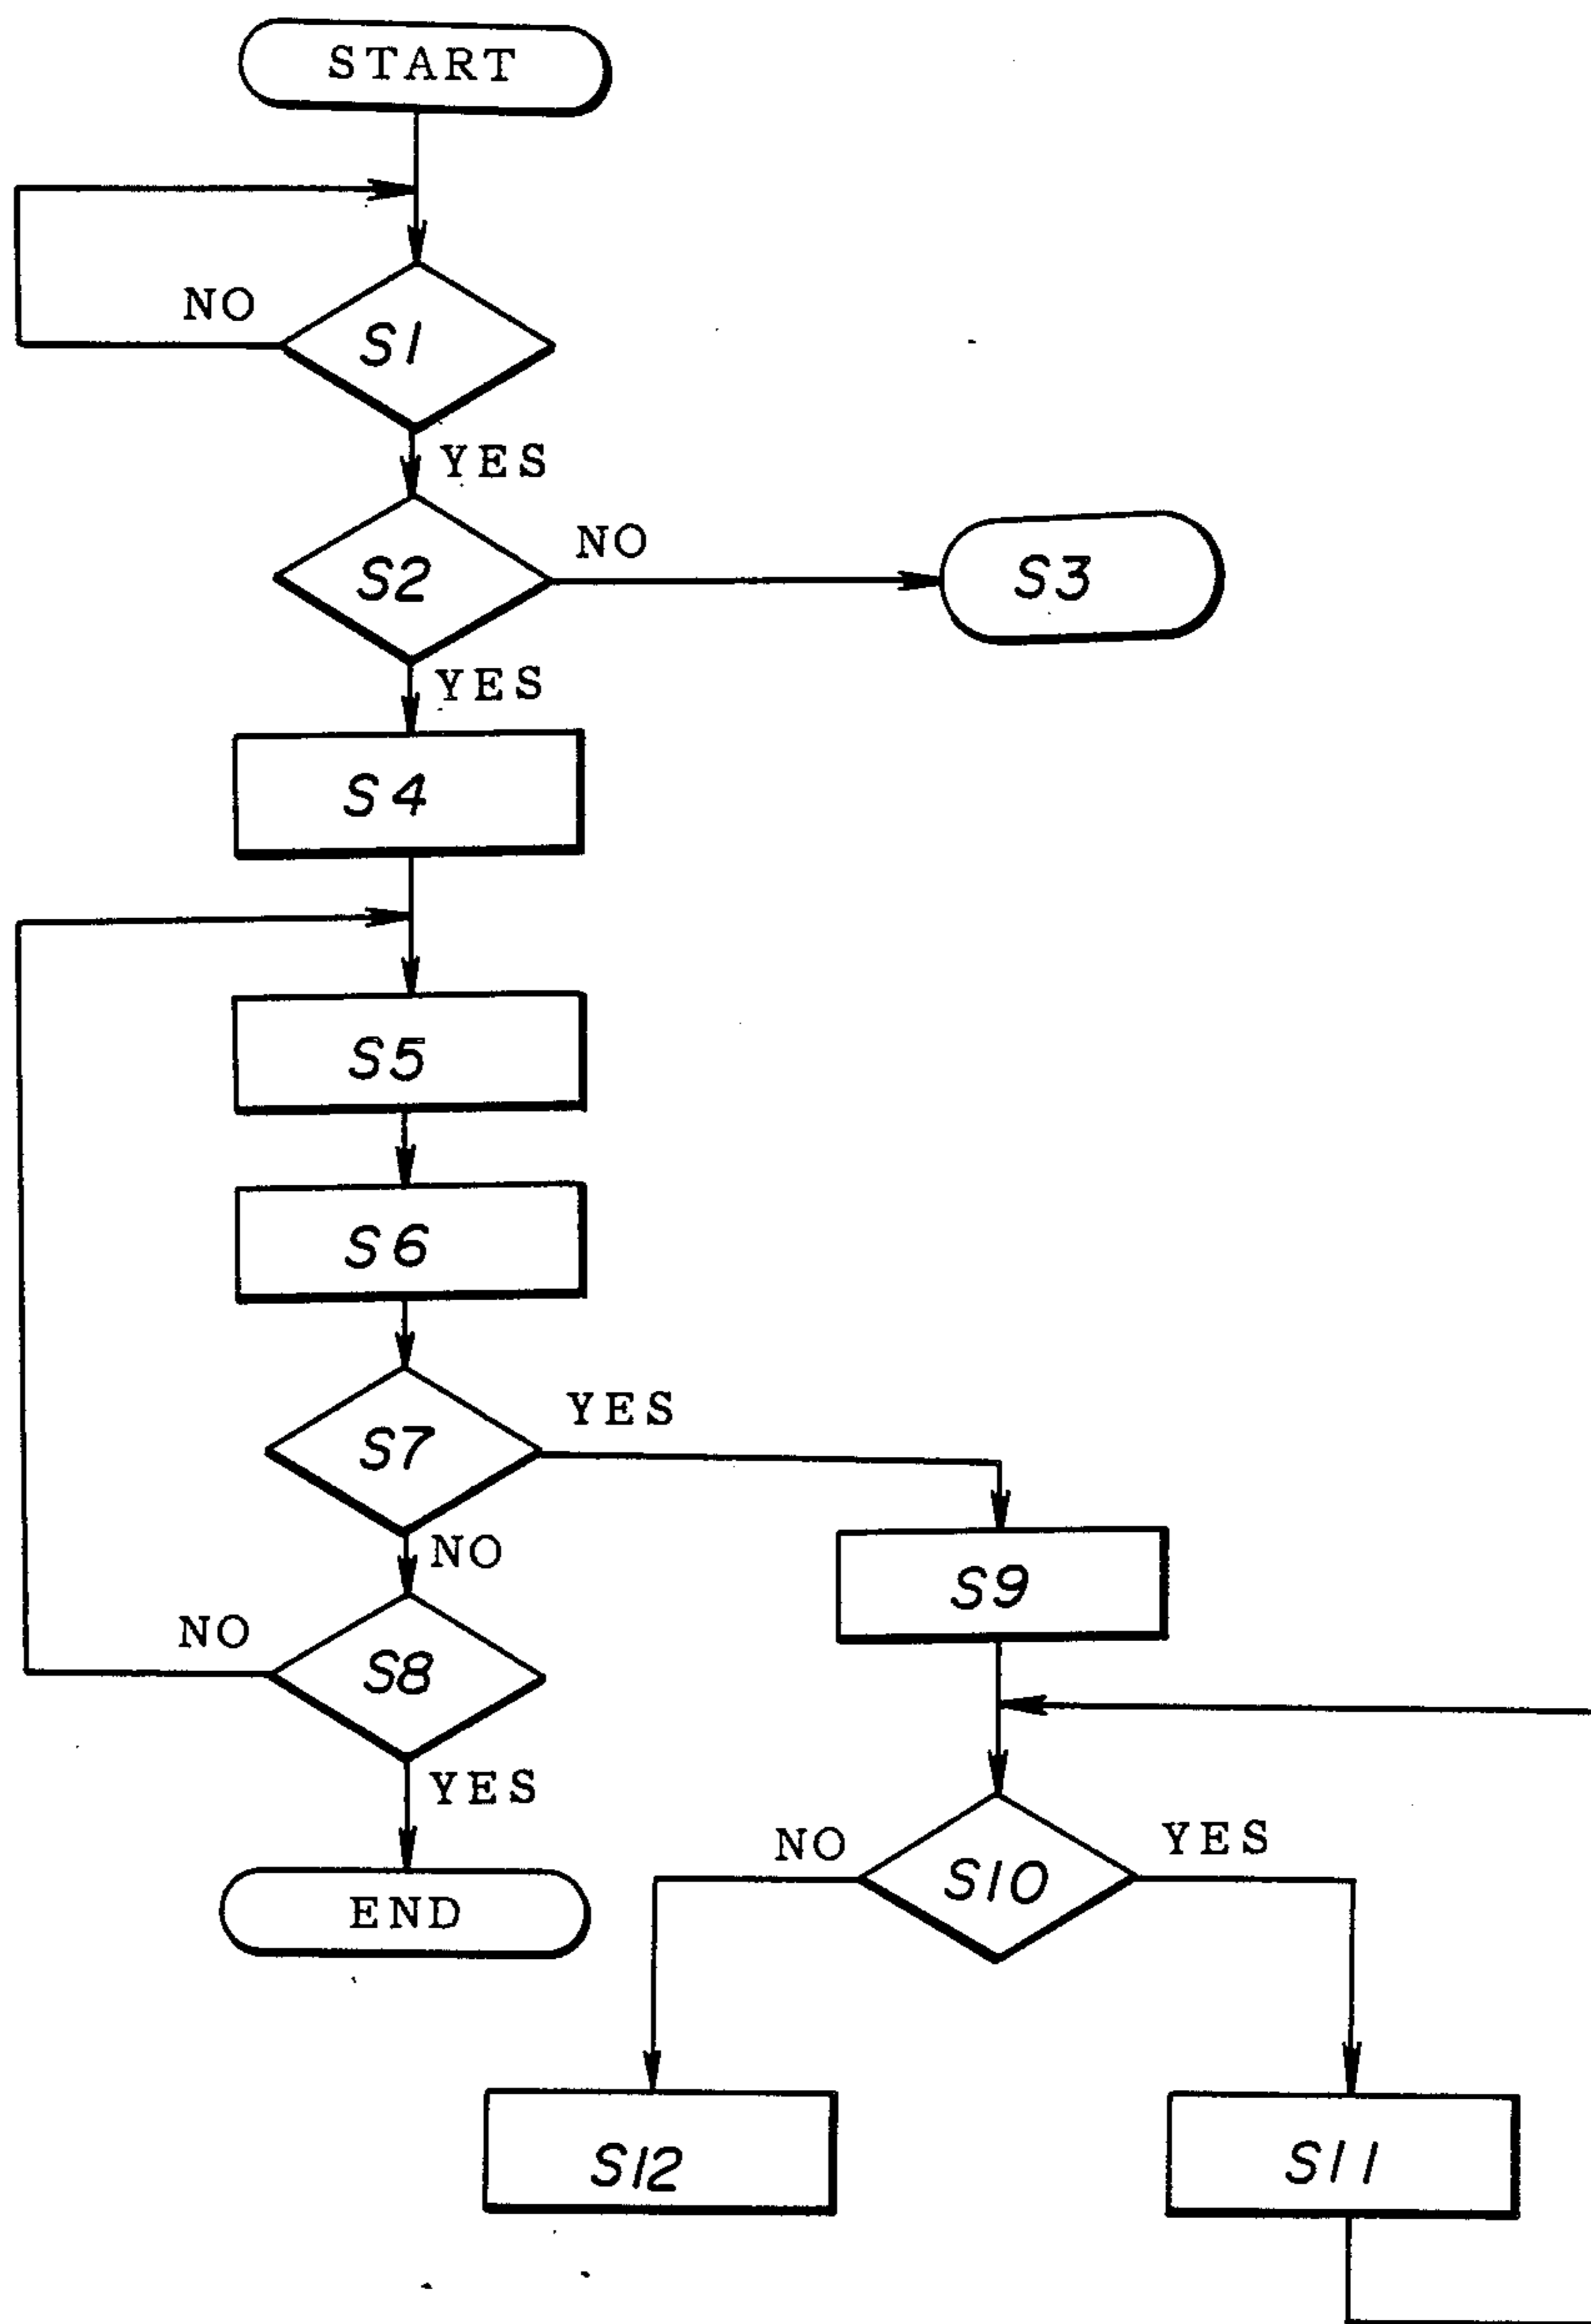 START
NO
S1
YES
NO
S2
S3
YES
S4
S5
S6
YES
S7
NO
S9
NO
S8
YES
NO
YES
S10
END
S12
S11